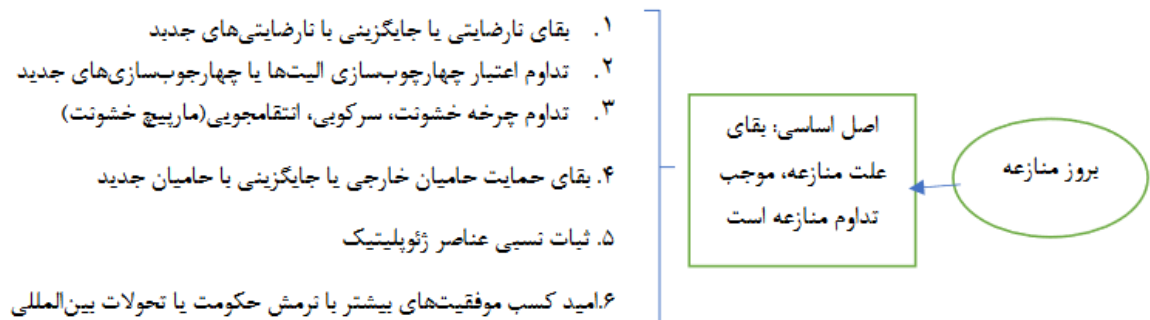 بروز منازعه
اصل اساسی: بقای
علت منازعه، موجب
تداوم منازعه است
۱. بقای نارضایتی یا جایگزینی با نارضایتی‌های جدید
۲. تداوم اعتبار چهارچوب‌سازی الیت‌ها یا چهارجوب‌سازی‌های جدید
۳. تداوم چرخه خشونت، سرکوبی، انتقامجویی(مارپیچ خشونت)
۴. بقای حمایت حامیان خارجی یا جایگزینی با حامیان جدید
۵. ثبات نسبی عناصر ژئوپلیتیک
۶.امید کسب موفقیت‌های بیشتر با نرمش حکومت یا تحولات بین‌المللی